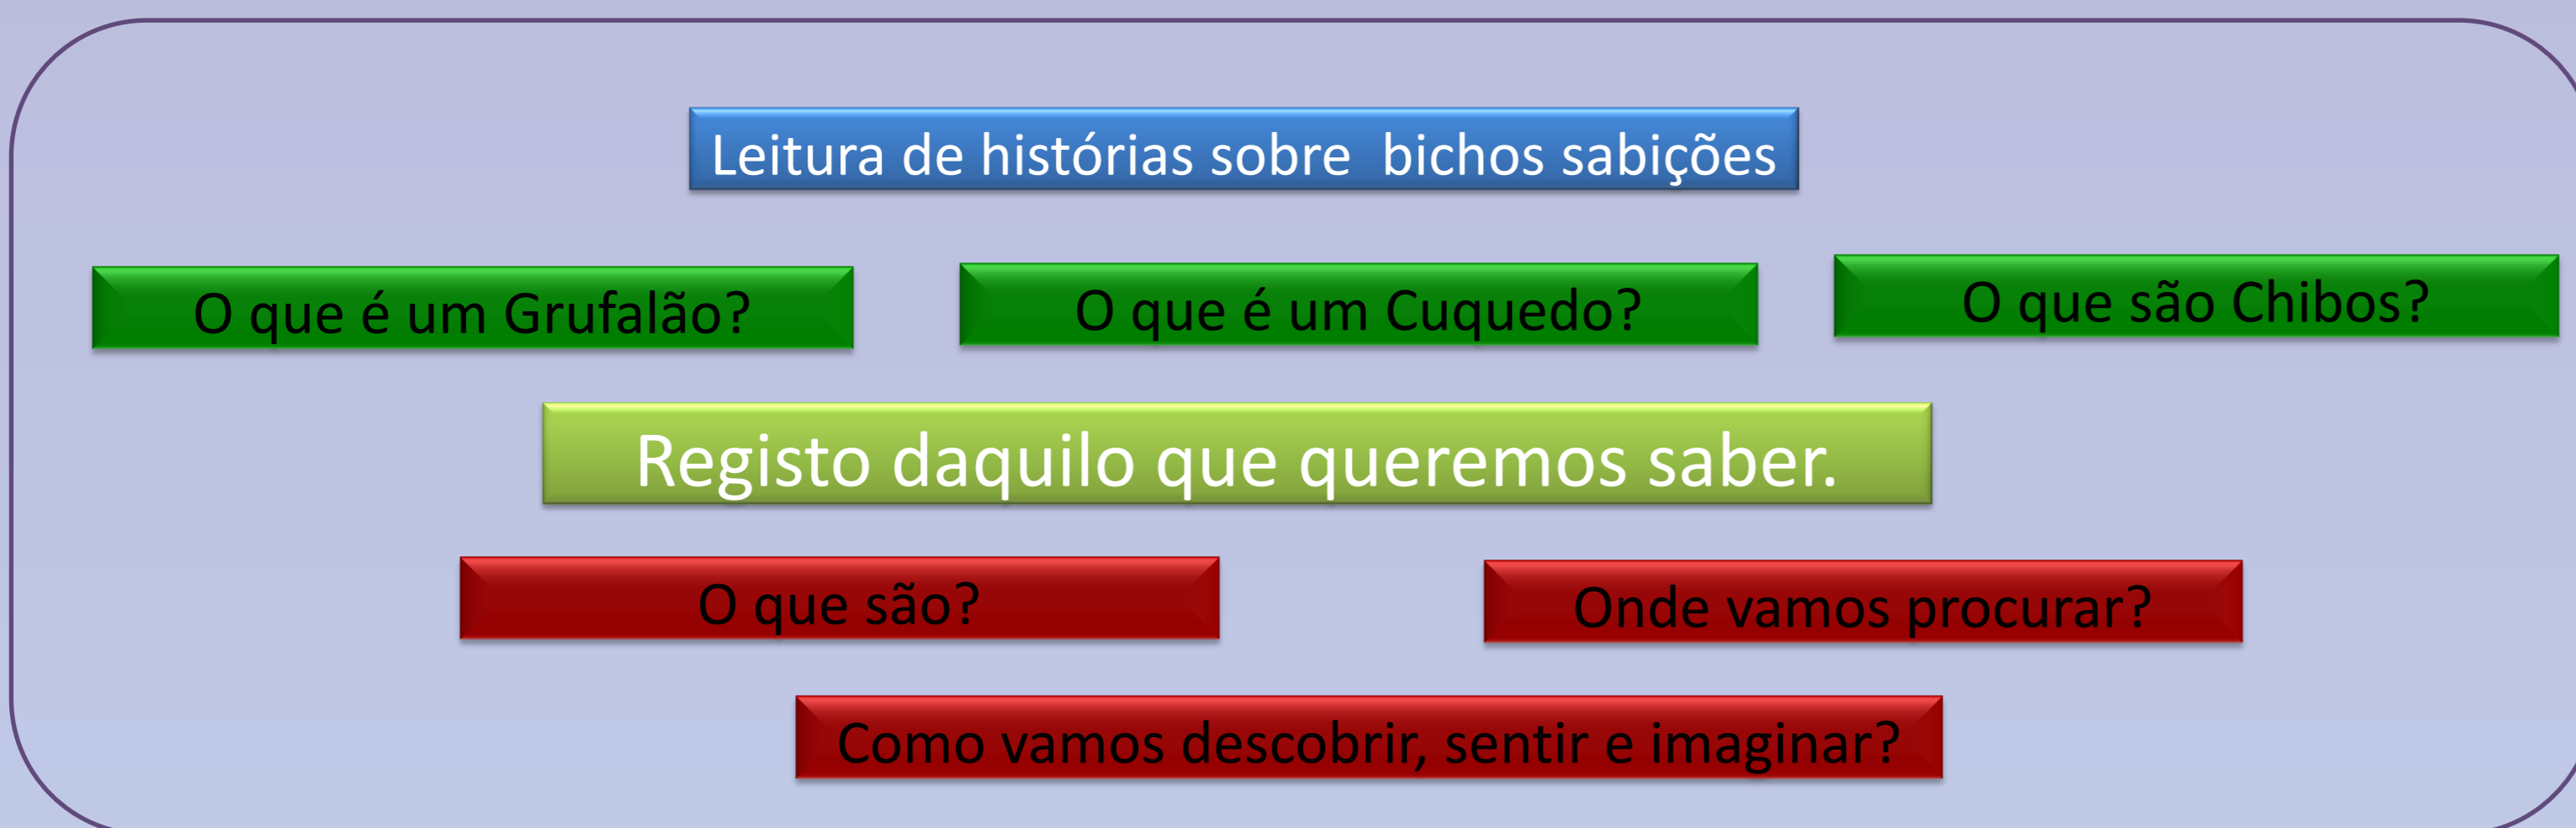 Leitura de histórias sobre  bichos sabições
O que é um Grufalão?
O que é um Cuquedo?
O que são Chibos?
Registo daquilo que queremos saber.
O que são?
Onde vamos procurar?
Como vamos descobrir, sentir e imaginar?